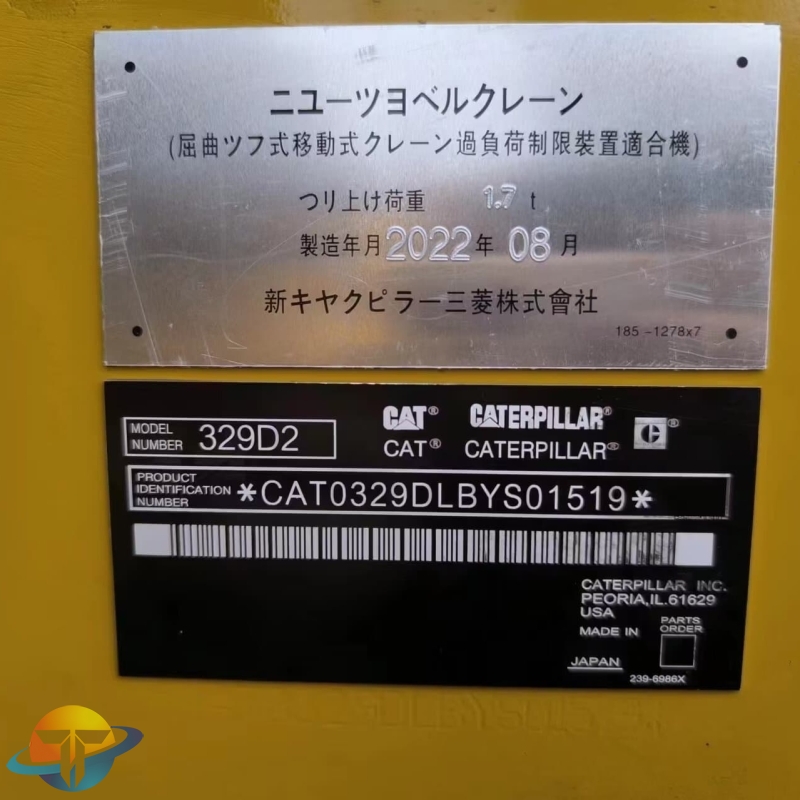 ニユーツヨベルクレーン
(屈曲ツフ式移動式クレーン過負荷制限装置適合機)
つり上け荷重 1.7 t
製造年月 2022 年 08 月
新キヤクピラー三菱株式會社
185-1278x7
CAT® CATERPILLAR®
MODEL NUMBER 329D2
CAT® CATERPILLAR® C®
PRODUCT IDENTIFICATION NUMBER *CAT0329DLBYS01519*
CATERPILLAR INC.
PEORIA,IL.61629
USA
MADE IN
PARTS ORDER
JAPAN
239-6986X